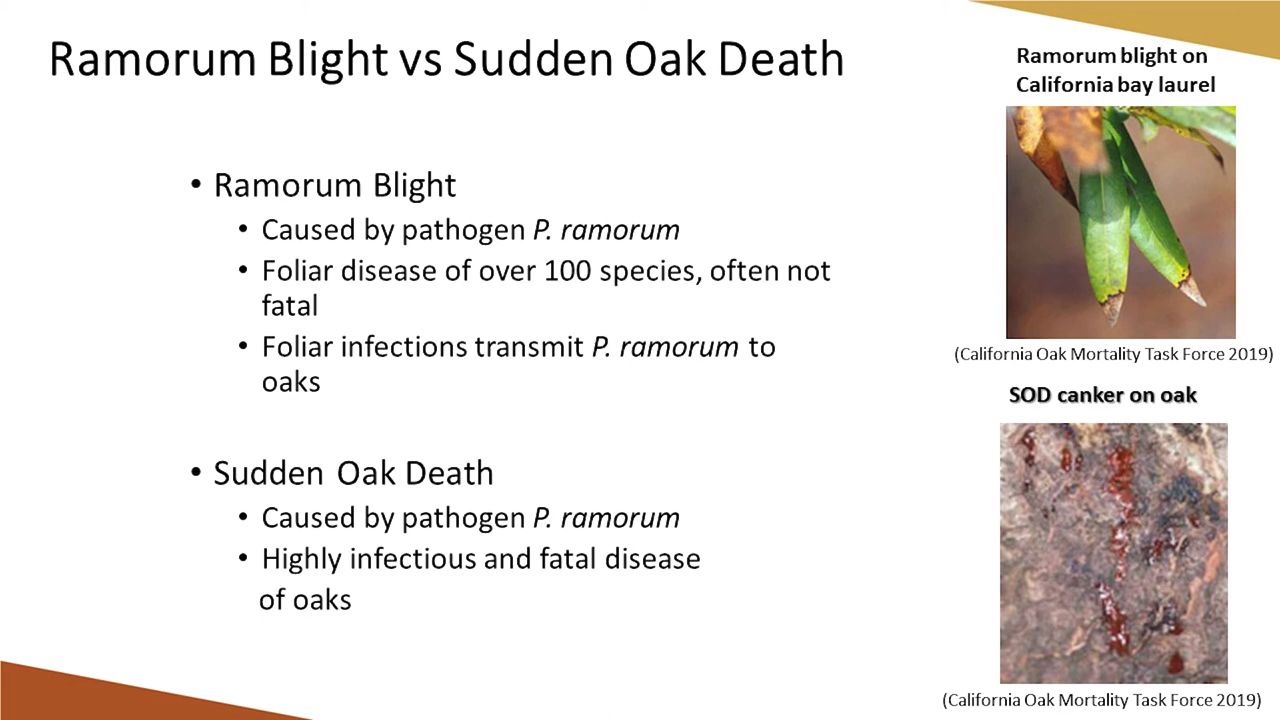 Ramorum Blight vs Sudden Oak Death
• Ramorum Blight
• Caused by pathogen P. ramorum
• Foliar disease of over 100 species, often not
fatal
• Foliar infections transmit P. ramorum to
oaks
• Sudden Oak Death
• Caused by pathogen P. ramorum
• Highly infectious and fatal disease
of oaks
Ramorum blight on
California bay laurel
(California Oak Mortality Task Force 2019)
SOD canker on oak
(California Oak Mortality Task Force 2019)